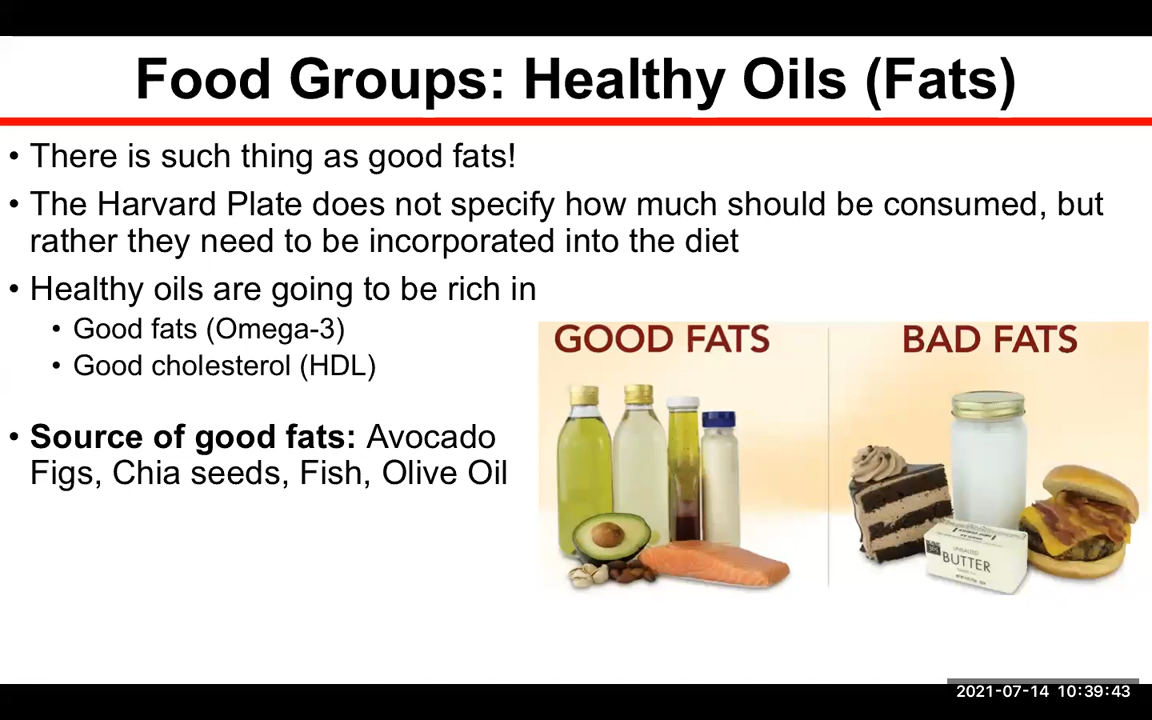 Food Groups: Healthy Oils (Fats)
• There is such thing as good fats!
• The Harvard Plate does not specify how much should be consumed, but
rather they need to be incorporated into the diet
• Healthy oils are going to be rich in
• Good fats (Omega-3)
• Good cholesterol (HDL)
• Source of good fats: Avocado
Figs, Chia seeds, Fish, Olive Oil
GOOD FATS
BAD FATS
UNSALTED
BUTTER
2021-07-14 10:39:43